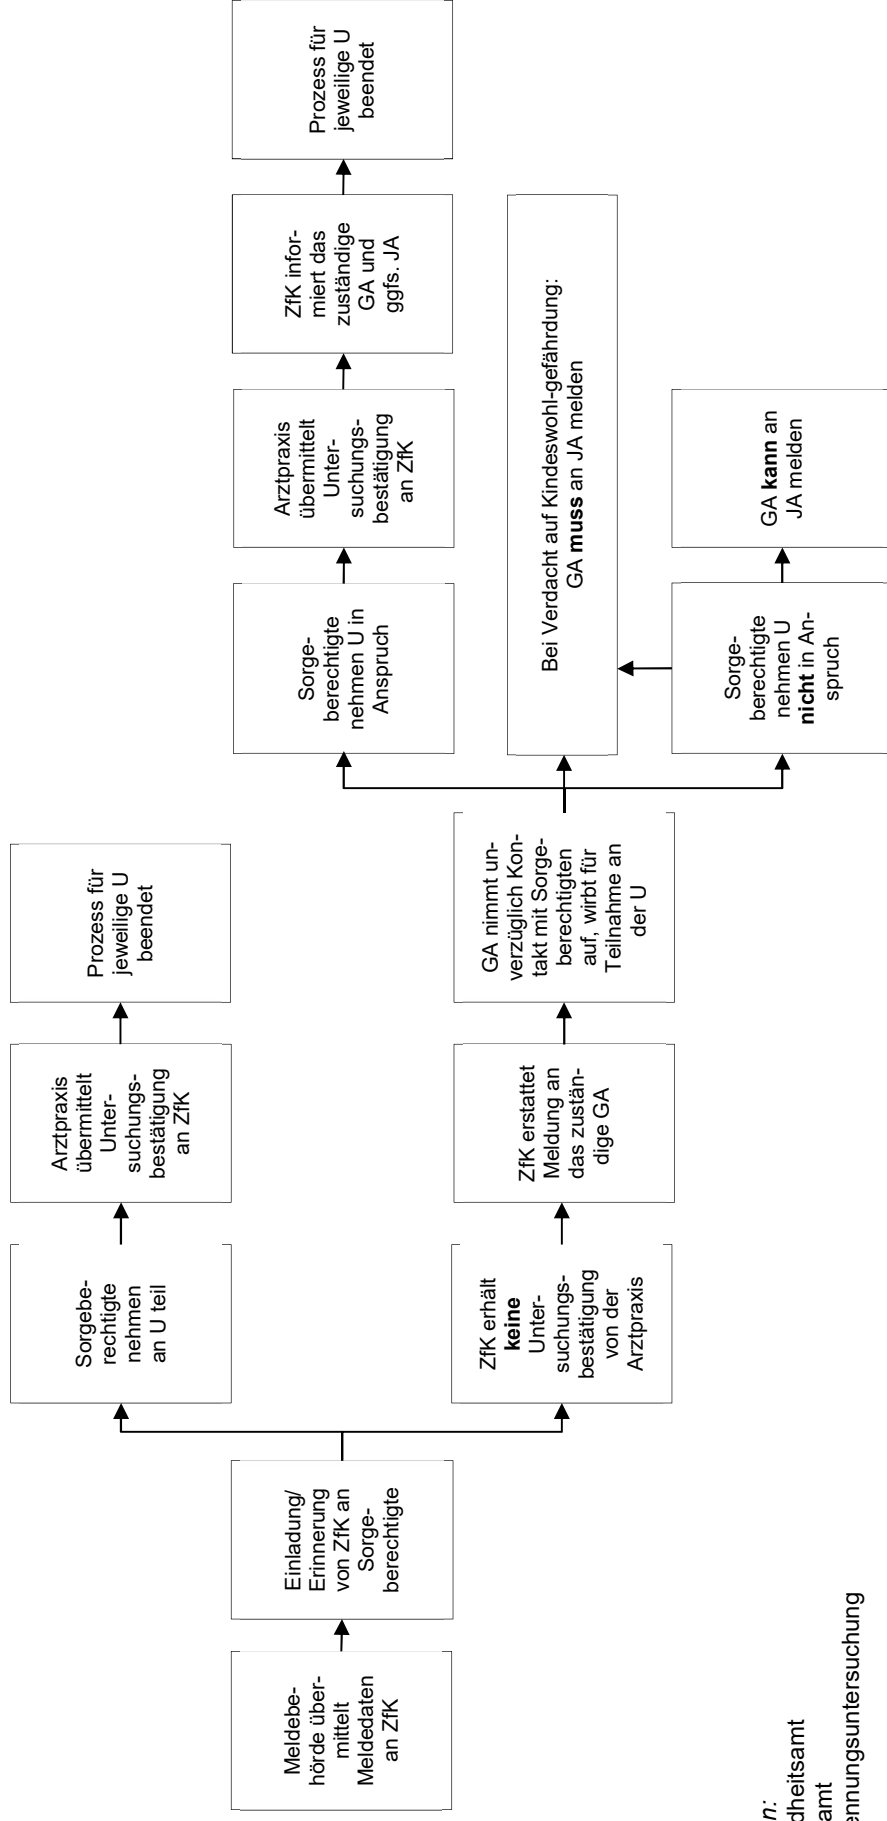 Meldebe-
hörde über-
mittelt
Meldedaten
an ZfK
Einladung/
Erinnerung
von ZfK an
Sorge-
berechtigte
Sorgebe-
rechtigte
nehmen
an U teil
Arztpraxis
übermittelt
Unter-
suchungs-
bestätigung
an ZfK
Prozess für
jeweilige U
beendet
ZfK erhält
keine
Unter-
suchungs-
bestätigung
von der
Arztpraxis
ZfK erstattet
Meldung an
das zustän-
dige GA
GA nimmt un-
verzüglich Kon-
takt mit Sorge-
berechtigten
auf, wirbt für
Teilnahme an
der U
Sorge-
berechtigte
nehmen U in
Anspruch
Arztpraxis
übermittelt
Unter-
suchungs-
bestätigung
an ZfK
ZfK infor-
miert das
zuständige
GA und
ggfs. JA
Prozess für
jeweilige U
beendet
Bei Verdacht auf Kindeswohl-gefährdung:
GA muss an JA melden
Sorge-
berechtigte
nehmen U
nicht in An-
spruch
GA kann an
JA melden
n:
dheitsamt
amt
ennungsuntersuchung